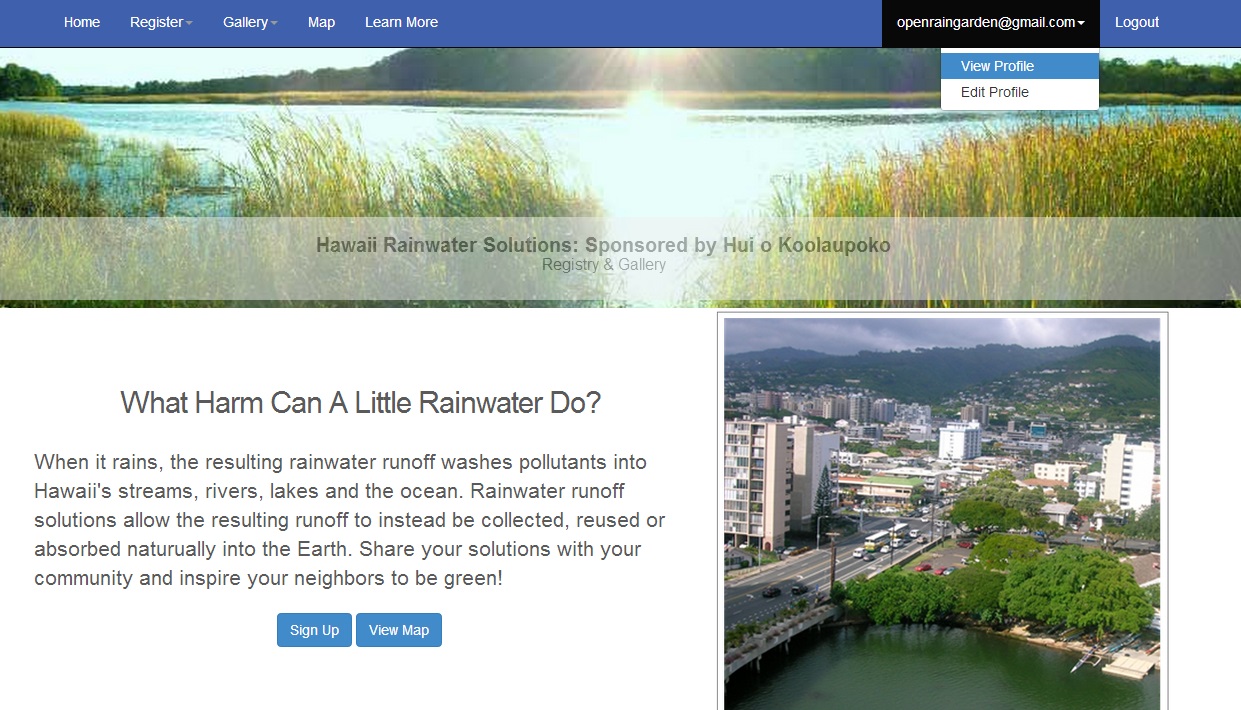 Home Register Gallery Map Learn More openraingarden@gmail.com Logout
View Profile
Edit Profile
Hawaii Rainwater Solutions: Sponsored by Hui o Koolaupoko
Registry & Gallery
What Harm Can A Little Rainwater Do?
When it rains, the resulting rainwater runoff washes pollutants into
Hawaii's streams, rivers, lakes and the ocean. Rainwater runoff
solutions allow the resulting runoff to instead be collected, reused or
absorbed naturually into the Earth. Share your solutions with your
community and inspire your neighbors to be green!
Sign Up View Map